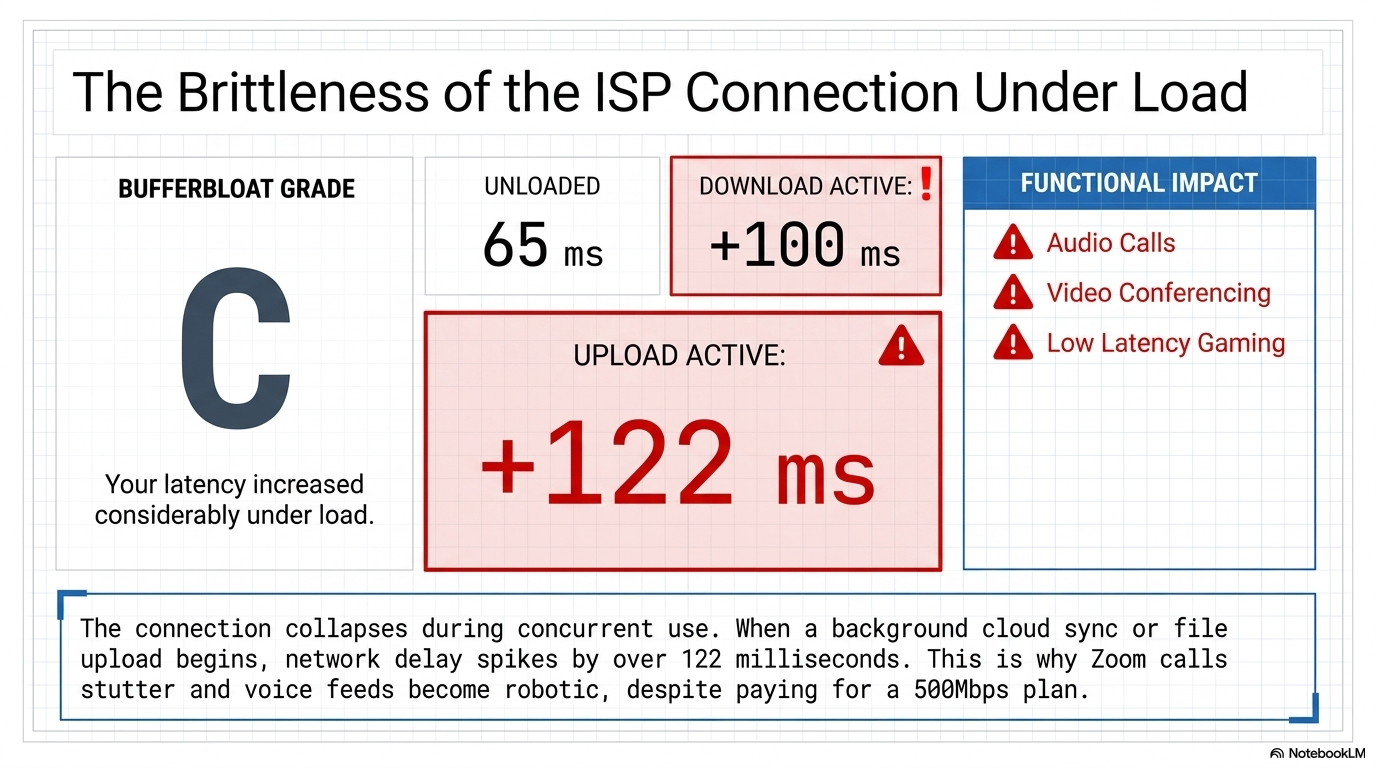 The Brittleness of the ISP Connection Under Load
BUFFERBLOAT GRADE
C
Your latency increased
considerably under load.
UNLOADED
65 ms
DOWNLOAD ACTIVE:
+100 ms
UPLOAD ACTIVE:
+122 ms
FUNCTIONAL IMPACT
Audio Calls
Video Conferencing
Low Latency Gaming
The connection collapses during concurrent use. When a background cloud sync or file
upload begins, network delay spikes by over 122 milliseconds. This is why Zoom calls
stutter and voice feeds become robotic, despite paying for a 500Mbps plan.
NotebookLM